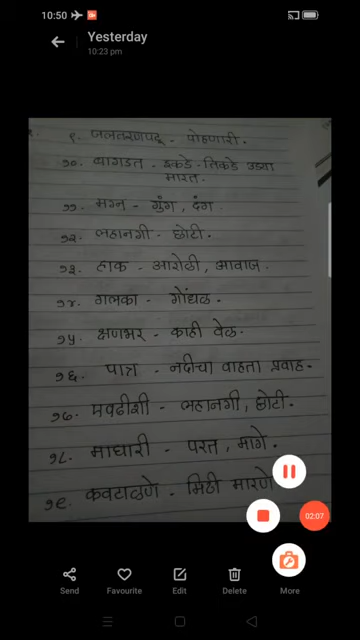 10:50
Yesterday
10:23 pm
९. जलतरणपटू - पोहणारी.
१०. बागडत - इकडे-तिकडे उड्या
मारत.
११. मग्न - गुंग, दंग.
१२. लहानगी - छोटी.
१३. हाक - आरोळी, आवाज.
१४. गलका - गोंधळ.
१५. क्षणभर - काही वेळ.
१६. पात्र - नदीचा वाहता प्रवाह.
१७. मवढीशी - लहानगी, छोटी.
१८. माघारी - परत, मागे.
१९. कवटाळणे - मिठी मारणे
02:07
Send Favourite Edit Delete More